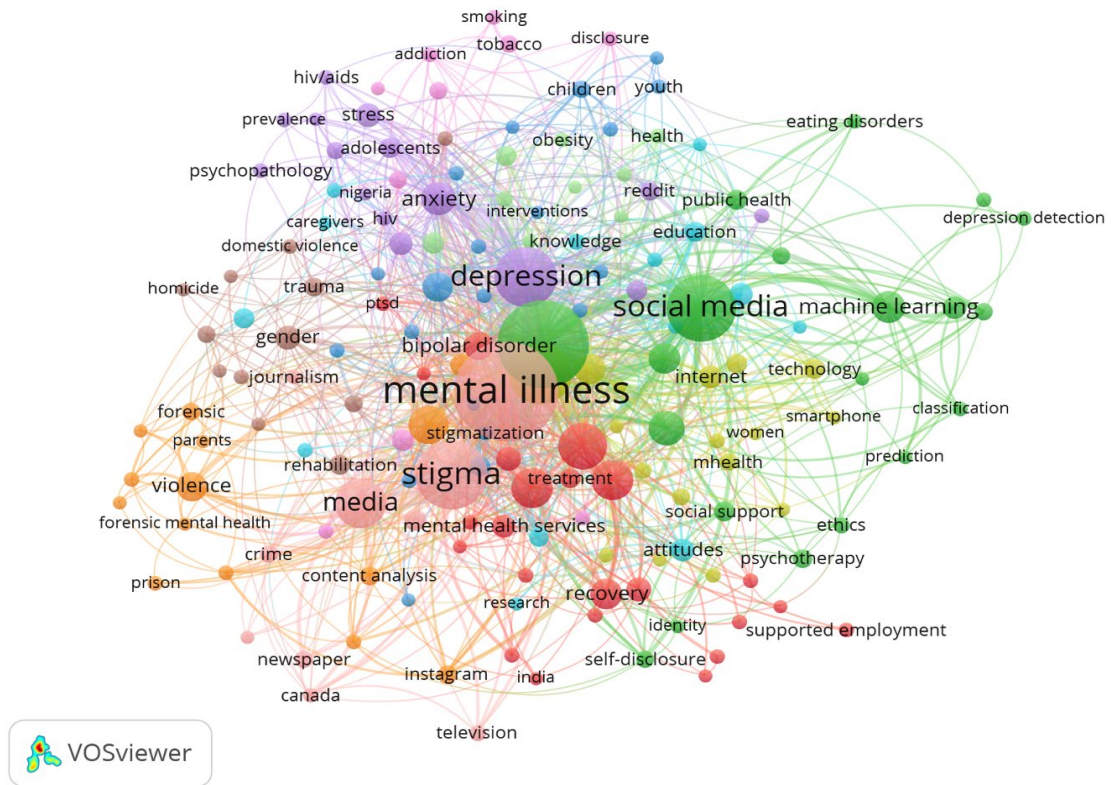 smoking
tobacco
disclosure
addiction
hiv/aids
children
youth
prevalence
stress
eating disorders
obesity
health
adolescents
psychopathology
nigeria
anxiety
reddit
public health
interventions
caregivers
hiv
depression detection
domestic violence
knowledge
education
depression
homicide
trauma
ptsd
social media
machine learning
gender
bipolar disorder
journalism
internet
technology
mental illness
forensic
smartphone
classification
parents
stigmatization
women
rehabilitation
mhealth
prediction
violence
stigma
treatment
media
social support
forensic mental health
mental health services
ethics
crime
attitudes
psychotherapy
prison
content analysis
recovery
research
identity
supported employment
newspaper
self-disclosure
instagram
india
canada
television
VOSviewer